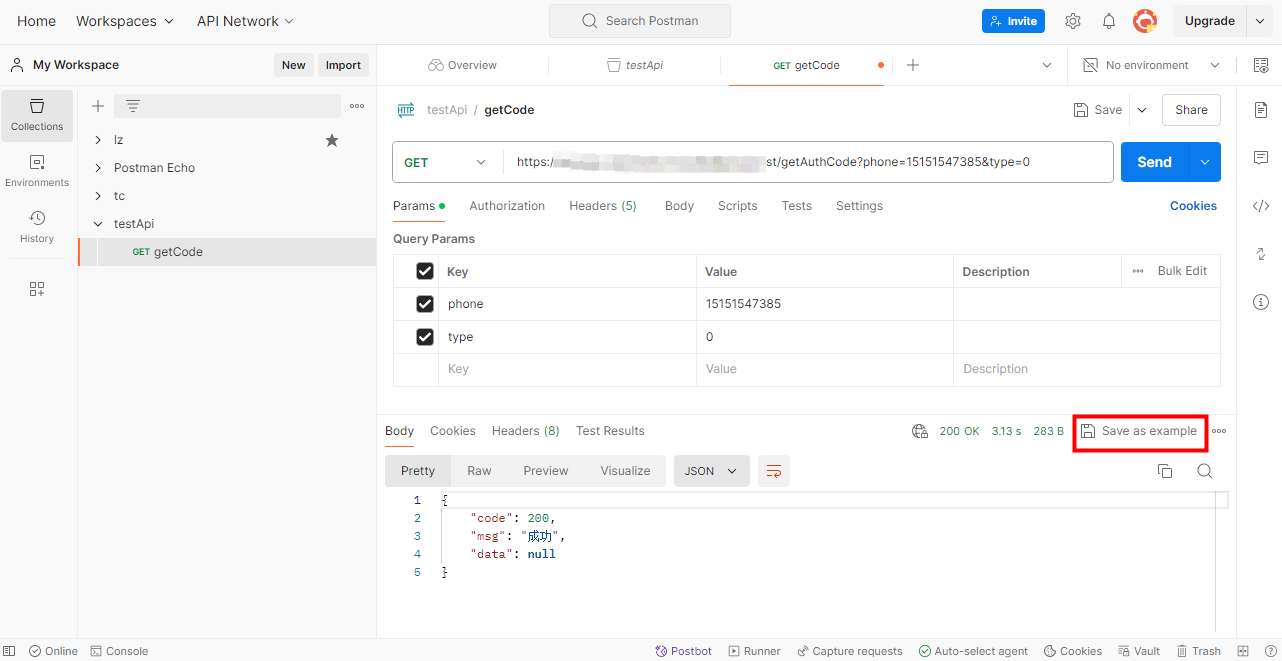 Home Workspaces API Network Search Postman Invite Upgrade
My Workspace New Import Overview testApi GET getCode No environment
Collections
Environments
History
lz
Postman Echo
tc
testApi
GET getCode
HTTP testApi / getCode Save Share
GET https:/ st/getAuthCode?phone=15151547385&type=0 Send
Params Authorization Headers (5) Body Scripts Tests Settings Cookies
Query Params
Key Value Description Bulk Edit
phone 15151547385
type 0
Key Value Description
Body Cookies Headers (8) Test Results 200 OK 3.13 s 283 B Save as example
Pretty Raw Preview Visualize JSON
1 {
2 "code": 200,
3 "msg": "成功",
4 "data": null
5 }
Online Console Postbot Runner Capture requests Auto-select agent Cookies Vault Trash